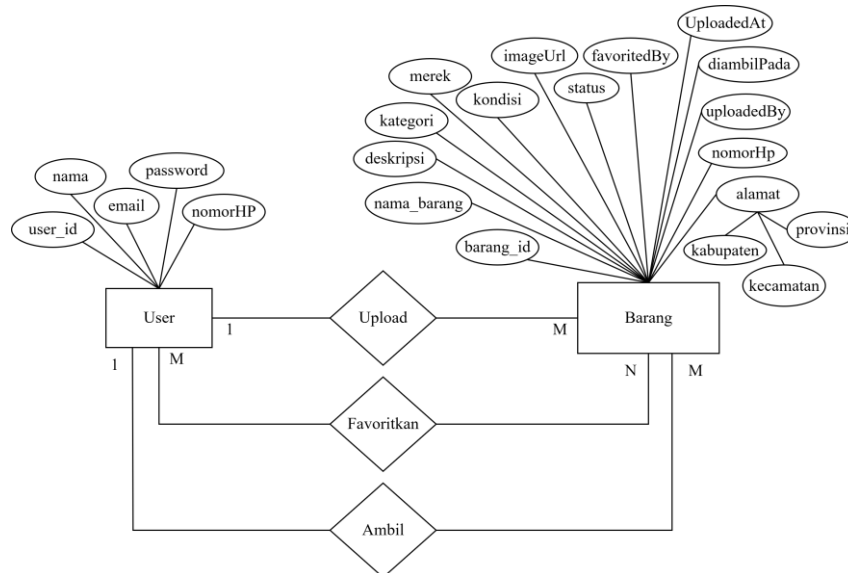 UploadedAt
imageUrl
favoritedBy
diambilPada
merek
kondisi
status
kategori
uploadedBy
deskripsi
nomorHp
nama
password
nama_barang
alamat
email
nomorHP
user_id
barang_id
kabupaten
provinsi
kecamatan
User
1
Upload
M
Barang
1
M
N
M
Favoritkan
Ambil